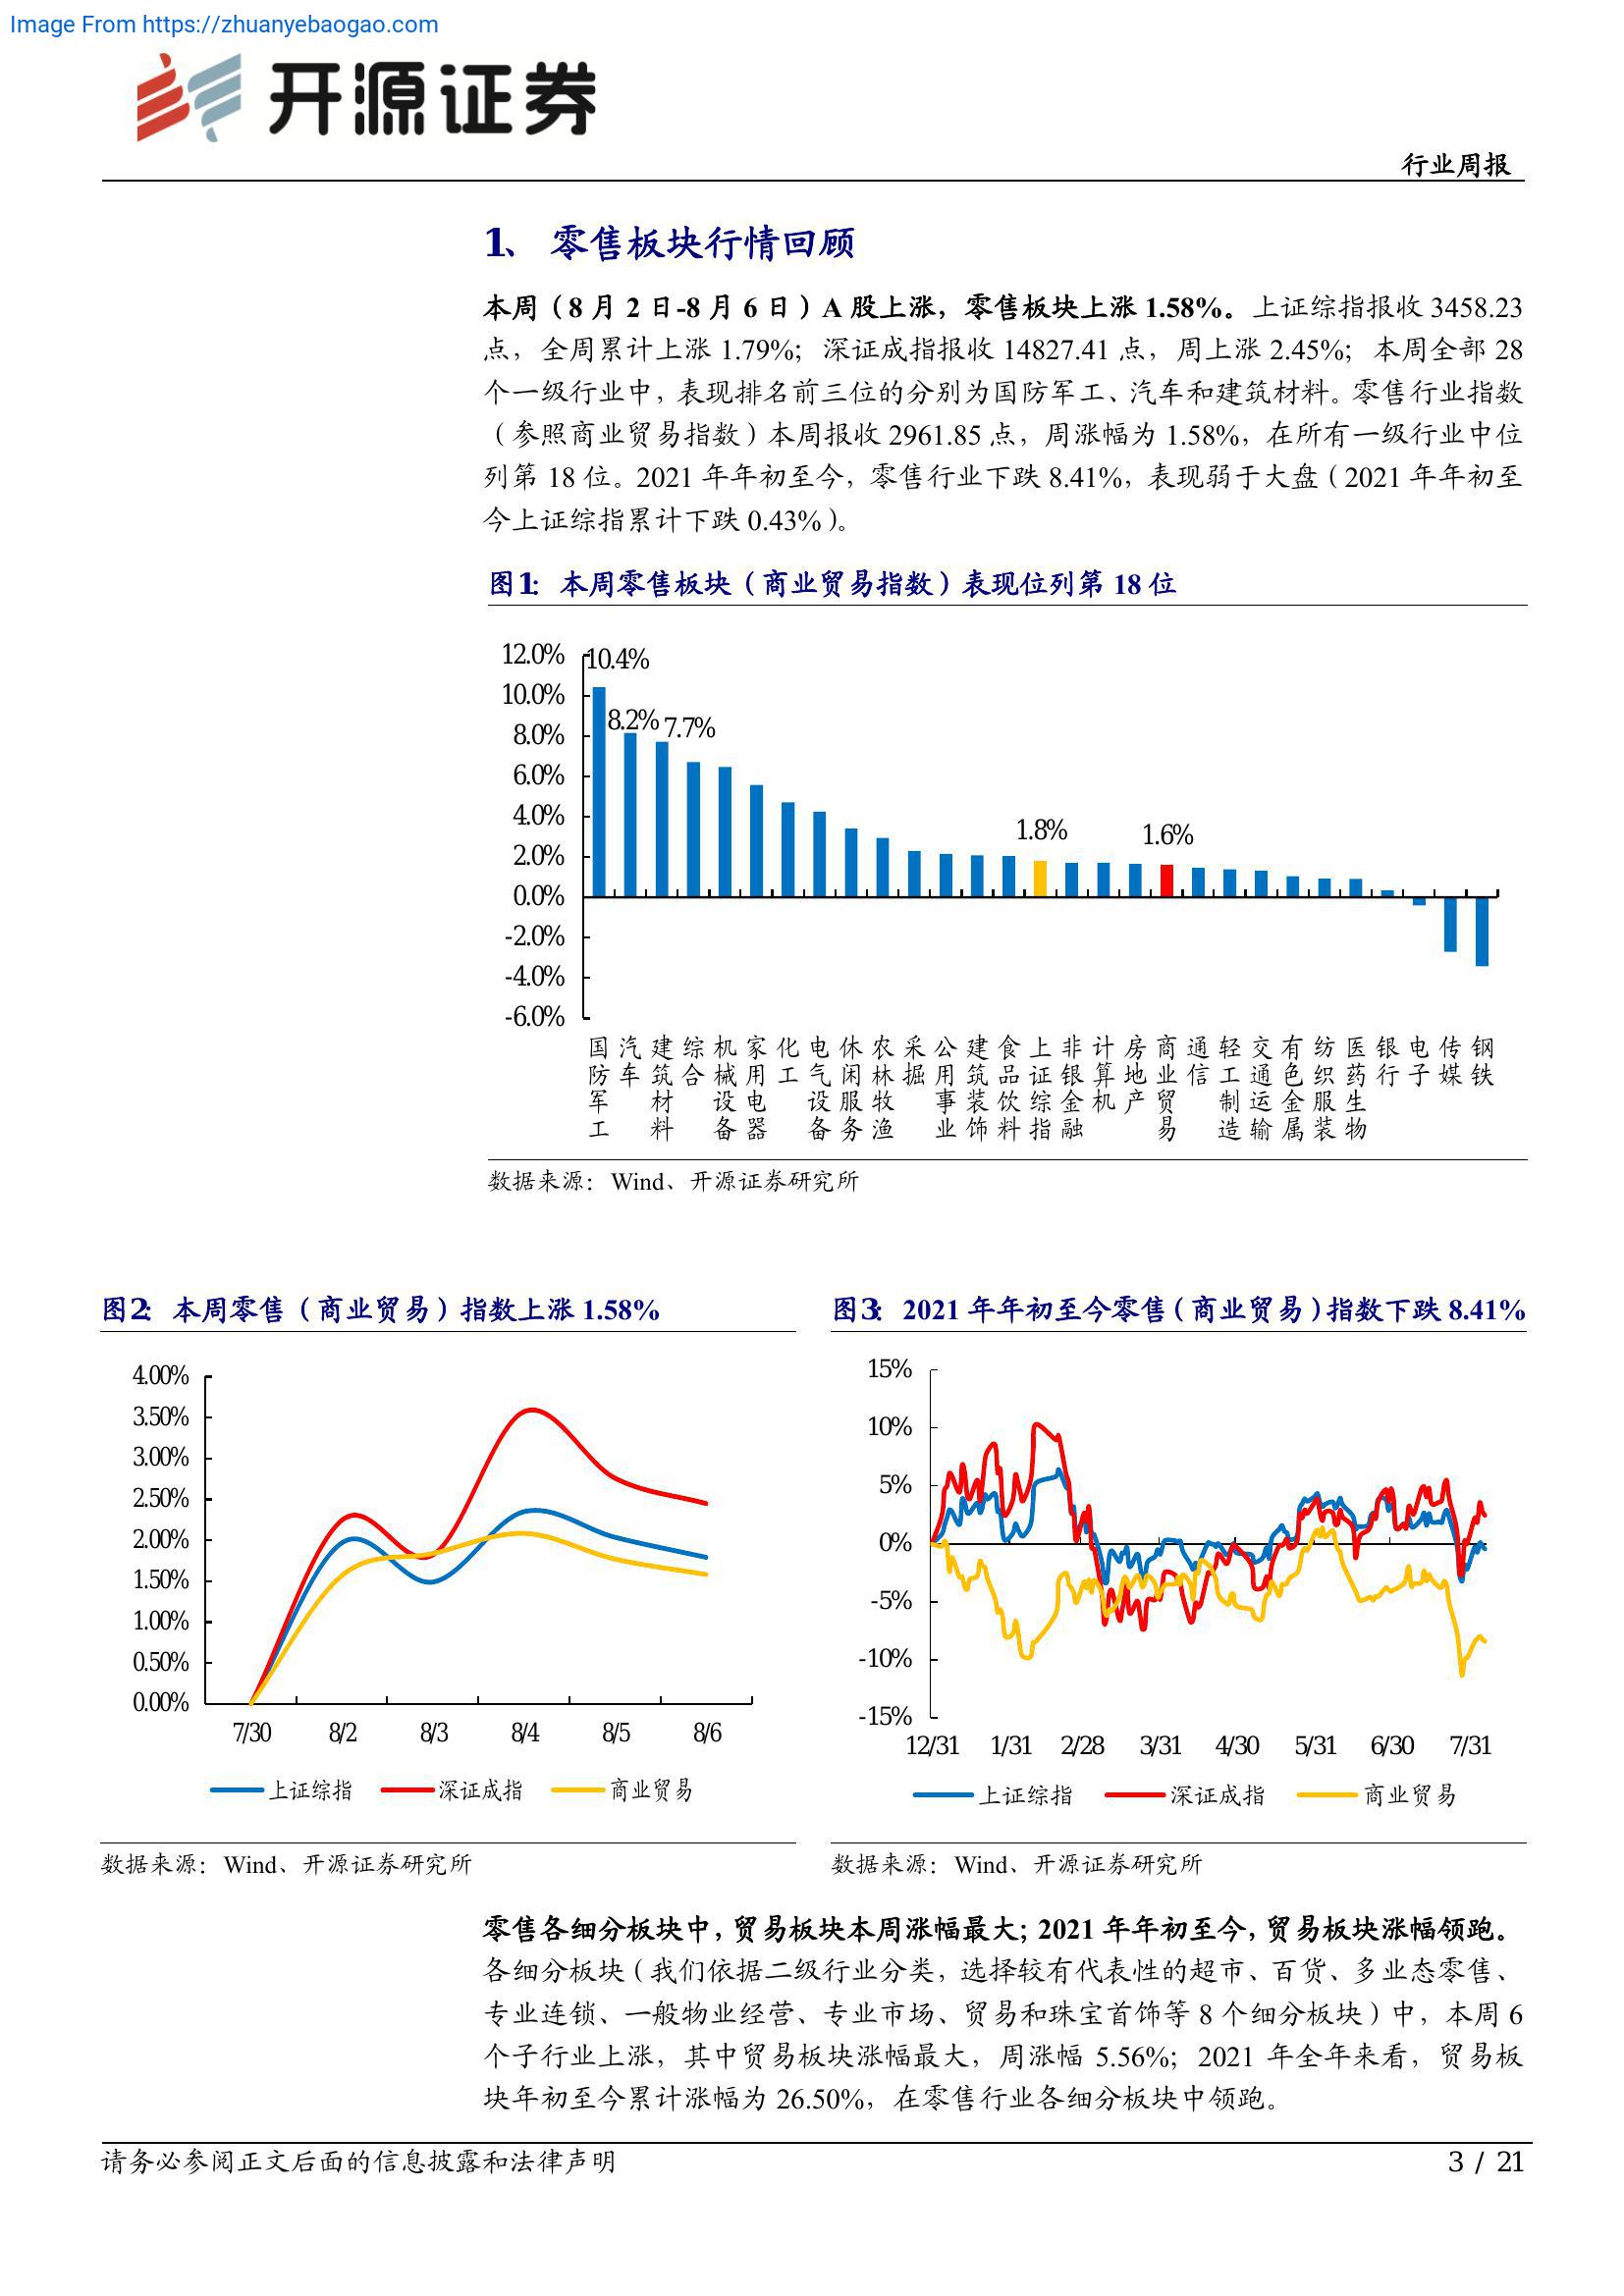 Image From https://zhuanyebaogao.com
开源证券
行业周报
1、 零售板块行情回顾
本周（8 月 2 日-8 月 6 日）A 股上涨，零售板块上涨 1.58%。上证综指报收 3458.23
点，全周累计上涨 1.79%；深证成指报收 14827.41 点，周上涨 2.45%；本周全部 28
个一级行业中，表现排名前三位的分别为国防军工、汽车和建筑材料。零售行业指数
（参照商业贸易指数）本周报收 2961.85 点，周涨幅为 1.58%，在所有一级行业中位
列第 18 位。2021 年年初至今，零售行业下跌 8.41%，表现弱于大盘（2021 年年初至
今上证综指累计下跌 0.43%）。
图1： 本周零售板块（商业贸易指数）表现位列第 18 位
12.0%
10.0%
8.0%
6.0%
4.0%
2.0%
0.0%
-2.0%
-4.0%
-6.0%
10.4%
8.2%
7.7%
1.8%
1.6%
国防军工
汽车
建筑材料
综合
机械设备
家用电器
化工
电气设备
休闲服务
农林牧渔
采掘
公用事业
建筑装饰
食品饮料
上证综指
非银金融
计算机
房地产
商业贸易
通信
轻工制造
交通运输
有色金属
纺织服装
医药生物
银行
电子
传媒
钢铁
数据来源：Wind、开源证券研究所
图2： 本周零售（商业贸易）指数上涨 1.58%
4.00%
3.50%
3.00%
2.50%
2.00%
1.50%
1.00%
0.50%
0.00%
7/30 8/2 8/3 8/4 8/5 8/6
上证综指 深证成指 商业贸易
数据来源：Wind、开源证券研究所
图3： 2021 年年初至今零售（商业贸易）指数下跌 8.41%
15%
10%
5%
0%
-5%
-10%
-15%
12/31 1/31 2/28 3/31 4/30 5/31 6/30 7/31
上证综指 深证成指 商业贸易
数据来源：Wind、开源证券研究所
零售各细分板块中，贸易板块本周涨幅最大；2021 年年初至今，贸易板块涨幅领跑。
各细分板块（我们依据二级行业分类，选择较有代表性的超市、百货、多业态零售、
专业连锁、一般物业经营、专业市场、贸易和珠宝首饰等 8 个细分板块）中，本周 6
个子行业上涨，其中贸易板块涨幅最大，周涨幅 5.56%；2021 年全年来看，贸易板
块年初至今累计涨幅为 26.50%，在零售行业各细分板块中领跑。
请务必参阅正文后面的信息披露和法律声明
3 / 21